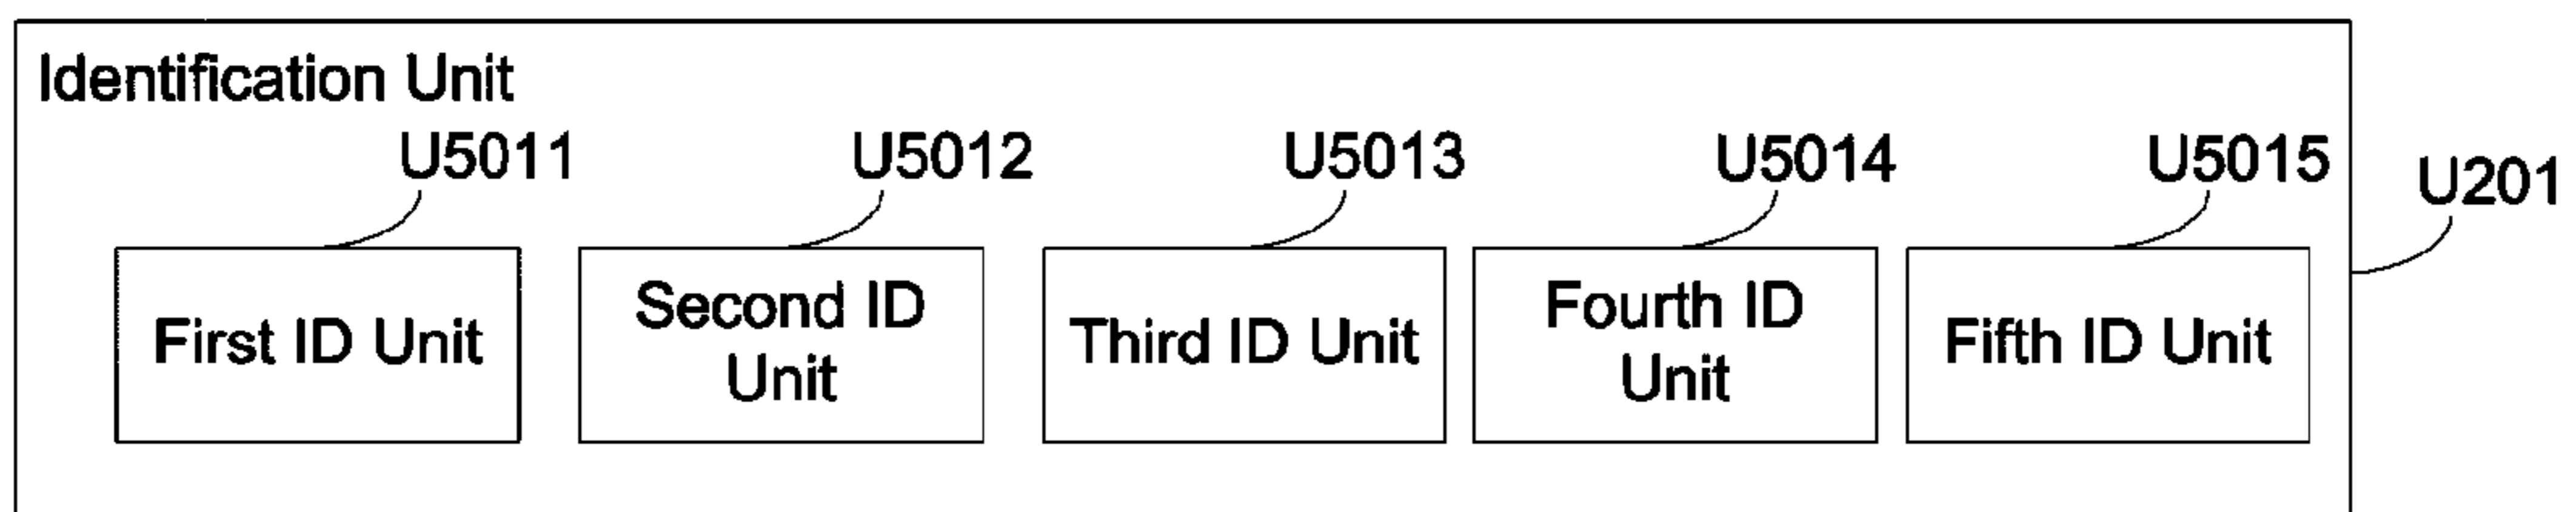 Identification Unit
U5011
U5012
U5013
U5014
U5015
U201
First ID Unit
Second ID
Unit
Third ID Unit
Fourth ID
Unit
Fifth ID Unit